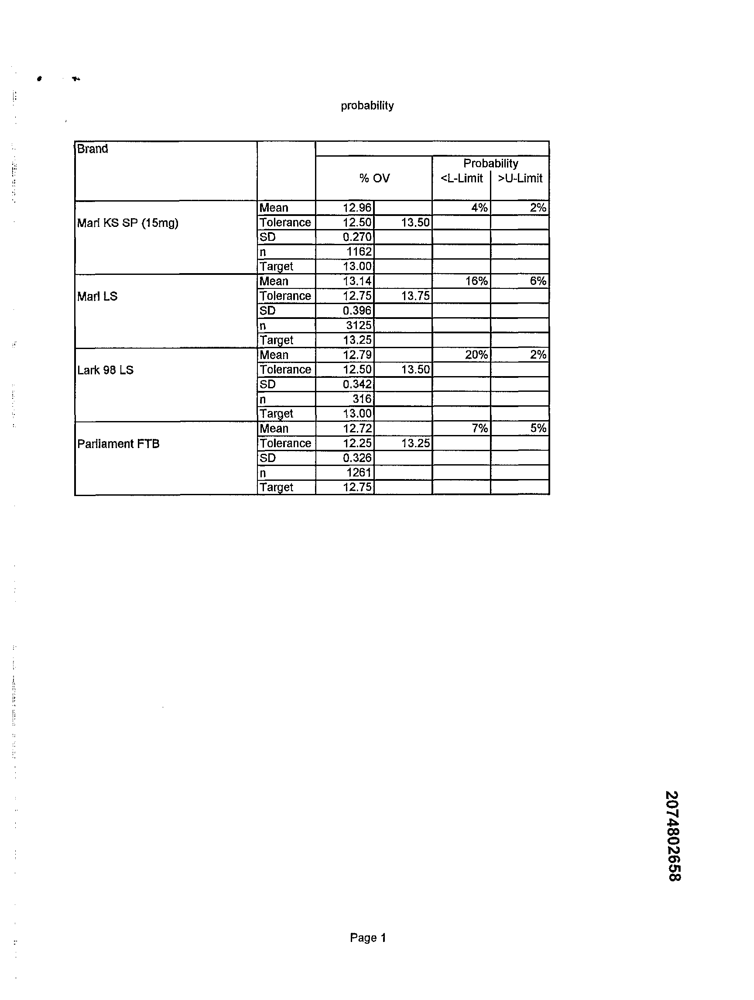 probability
Brand
Probability
% OV <L-Limit >U-Limit
Mean 12.96 4% 2%
Marl KS SP (15mg) Tolerance 12.50 13.50
SD 0.270
n 1162
Target 13.00
Mean 13.14 16% 6%
Marl LS Tolerance 12.75 13.75
SD 0.396
n 3125
Target 13.25
Mean 12.79 20% 2%
Lark 98 LS Tolerance 12.50 13.50
SD 0.342
n 316
Target 13.00
Mean 12.72 7% 5%
Parliament FTB Tolerance 12.25 13.25
SD 0.326
n 1261
Target 12.75
2074802658
Page 1